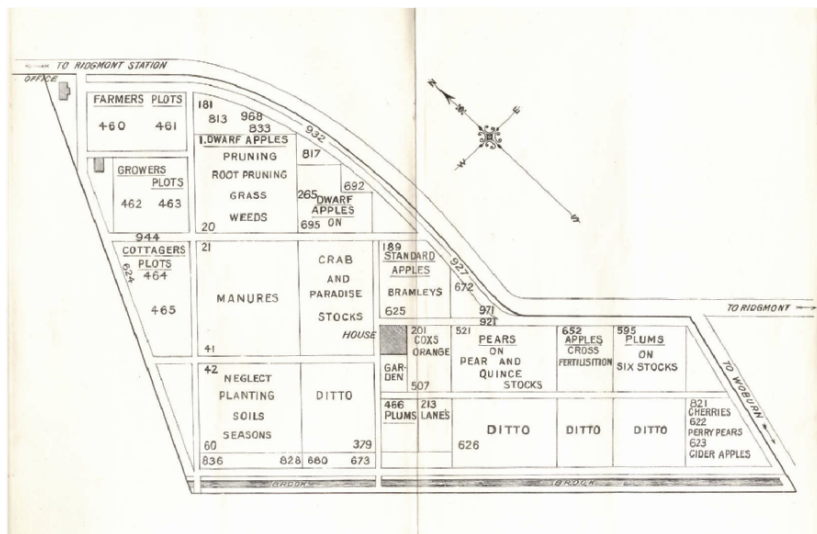 TO RIDGMONT STATION
OFFICE
FARMERS PLOTS
460 461
GROWERS
PLOTS
462 463
944
COTTAGERS
PLOTS
624
464
465
181
813 968
833
932
1.DWARF APPLES
PRUNING
ROOT PRUNING
GRASS
WEEDS
20
817
692
265
DWARF
APPLES
695 ON
N
E
W
21
MANURES
41
CRAB
AND
PARADISE
STOCKS
189
STANDARD
APPLES
BRAMLEYS
625
927
672
971
921
TO RIDGMONT
HOUSE
201
COXS
ORANGE
507
GAR-
DEN
521 PEARS
ON
PEAR AND
QUINCE
STOCKS
652
APPLES
CROSS
FERTILISITION
595
PLUMS
ON
SIX STOCKS
TO WOBURN
42
NEGLECT
PLANTING
SOILS
SEASONS
60
DITTO
379
836 828 680 673
466 213
PLUMS LANE'S
DITTO
626
DITTO
DITTO
821
CHERRIES
622
PERRY PEARS
623
CIDER APPLES
BROOK
BROOK